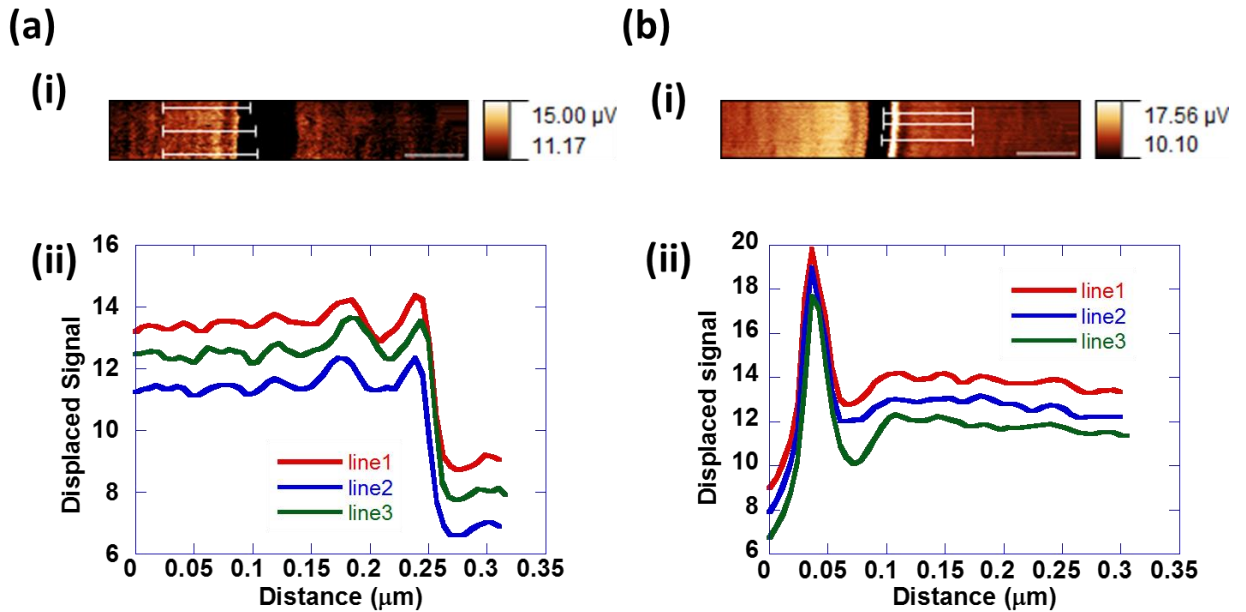 (a)
(i)
15.00 µV
11.17
(ii)
Displaced Signal
16
14
12
10
8
6
line1
line2
line3
0 0.05 0.1 0.15 0.2 0.25 0.3 0.35
Distance (µm)
(b)
(i)
17.56 µV
10.10
(ii)
Displaced signal
20
18
16
14
12
10
8
6
line1
line2
line3
0 0.05 0.1 0.15 0.2 0.25 0.3 0.35
Distance (µm)